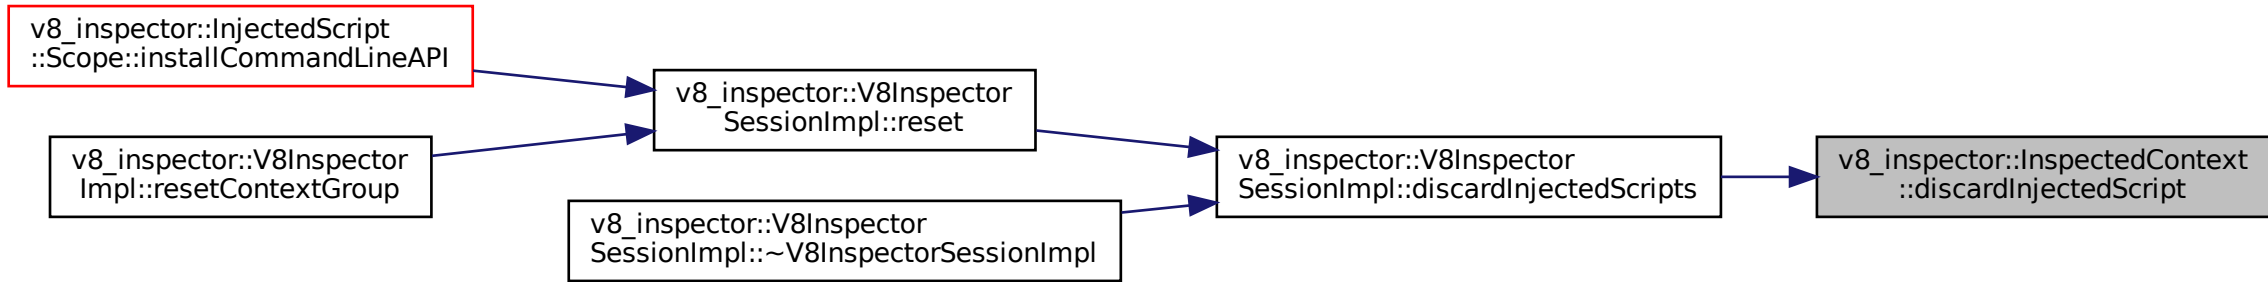 v8_inspector::InjectedScript
::Scope::installCommandLineAPI
v8_inspector::V8Inspector
Impl::resetContextGroup
v8_inspector::V8Inspector
SessionImpl::reset
v8_inspector::V8Inspector
SessionImpl::~V8InspectorSessionImpl
v8_inspector::V8Inspector
SessionImpl::discardInjectedScripts
v8_inspector::InspectedContext
::discardInjectedScript